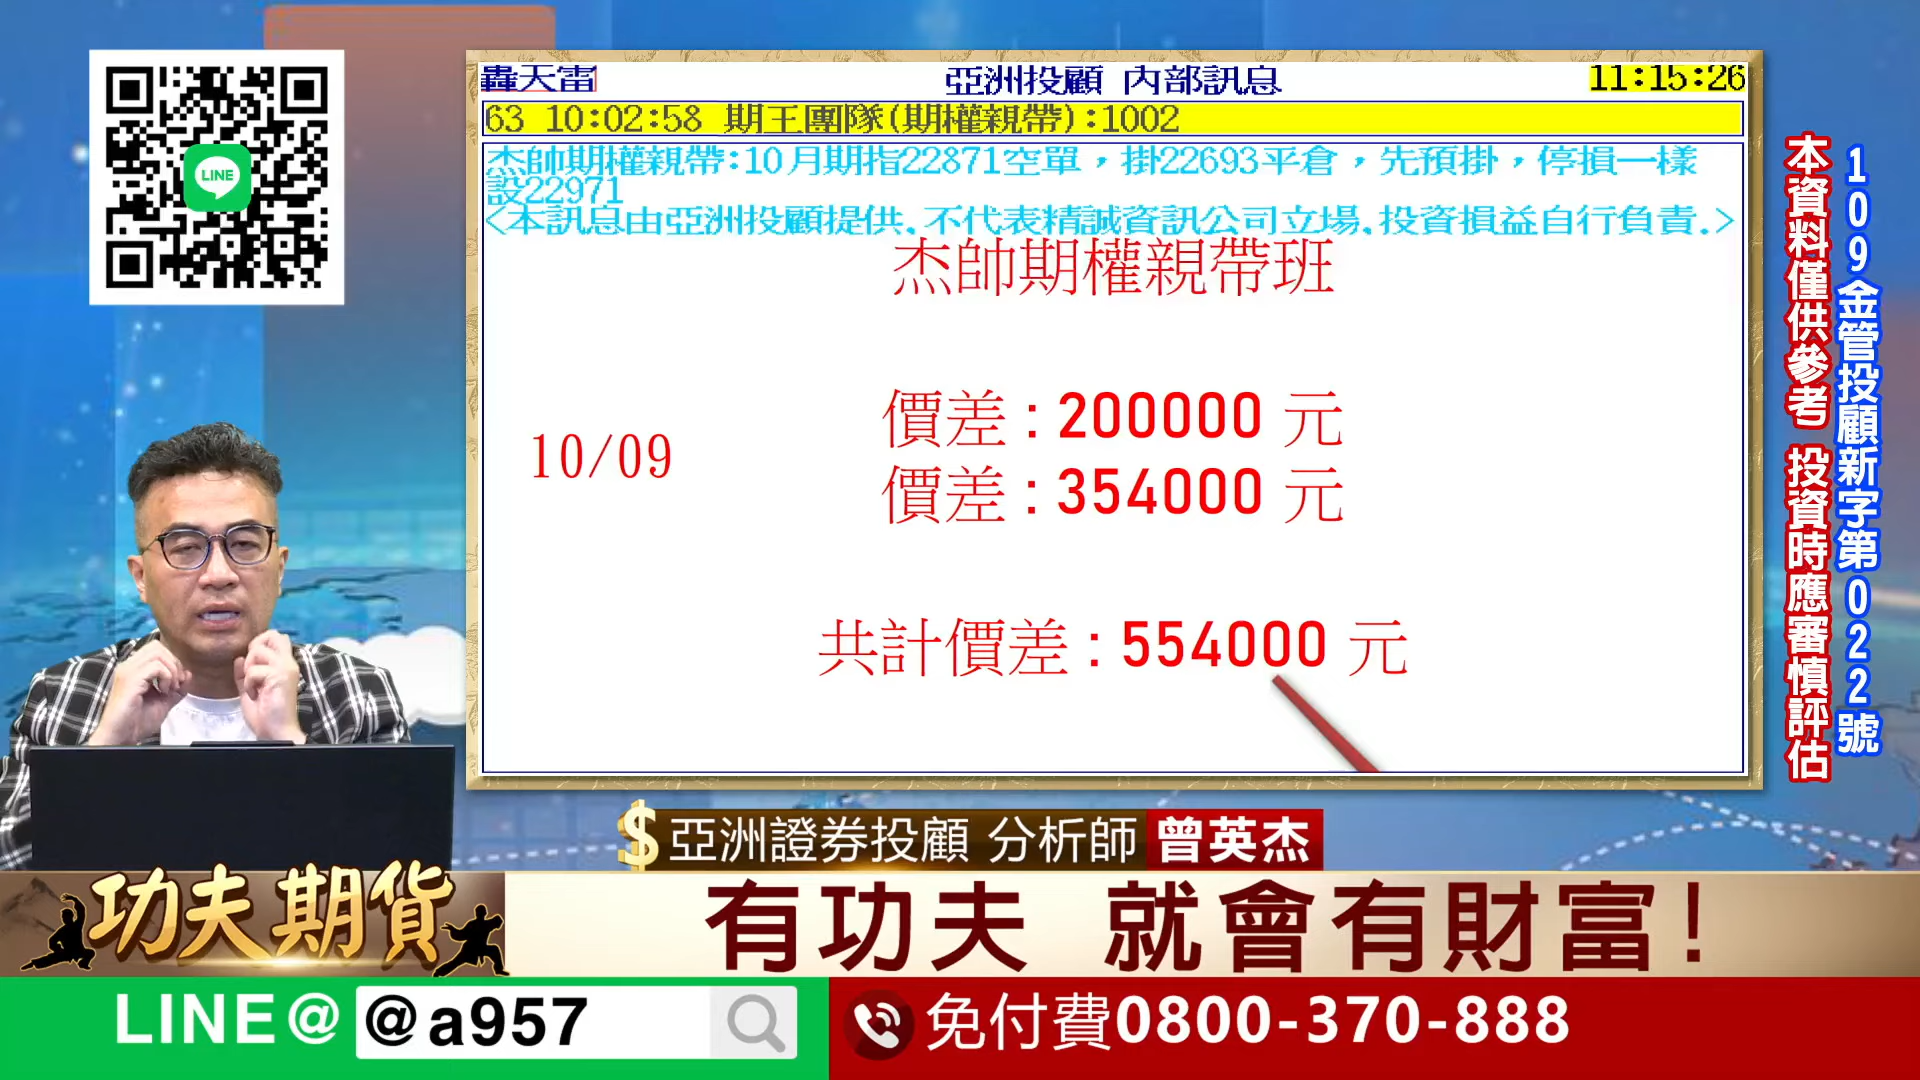 LINE
轟天雷 亞洲投顧 內部訊息 11:15:26
63 10:02:58 期王團隊(期權親帶):1002
杰帥期權親帶:10月期指22871空單，掛22693平倉，先預掛，停損一樣
設22971
<本訊息由亞洲投顧提供.不代表精誠資訊公司立場.投資損益自行負責.>
杰帥期權親帶班
10/09
價差：200000 元
價差：354000 元
共計價差：554000 元
109金管投顧新字第022號
本資料僅供參考 投資時應審慎評估
$亞洲證券投顧 分析師 曾英杰
功夫期貨
有功夫 就會有財富!
LINE@ @a957
免付費0800-370-888